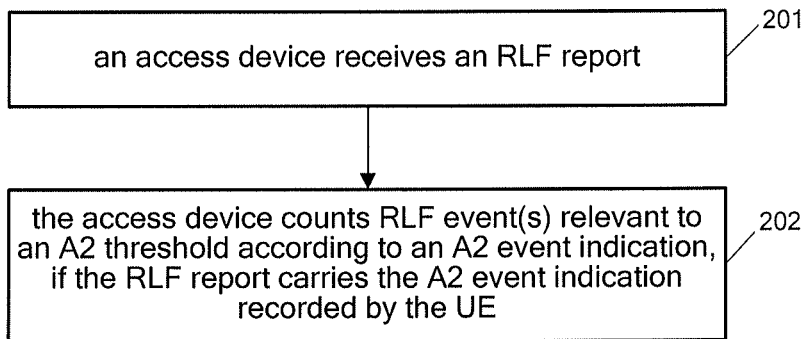 an access device receives an RLF report
201
the access device counts RLF event(s) relevant to
an A2 threshold according to an A2 event indication,
if the RLF report carries the A2 event indication
recorded by the UE
202